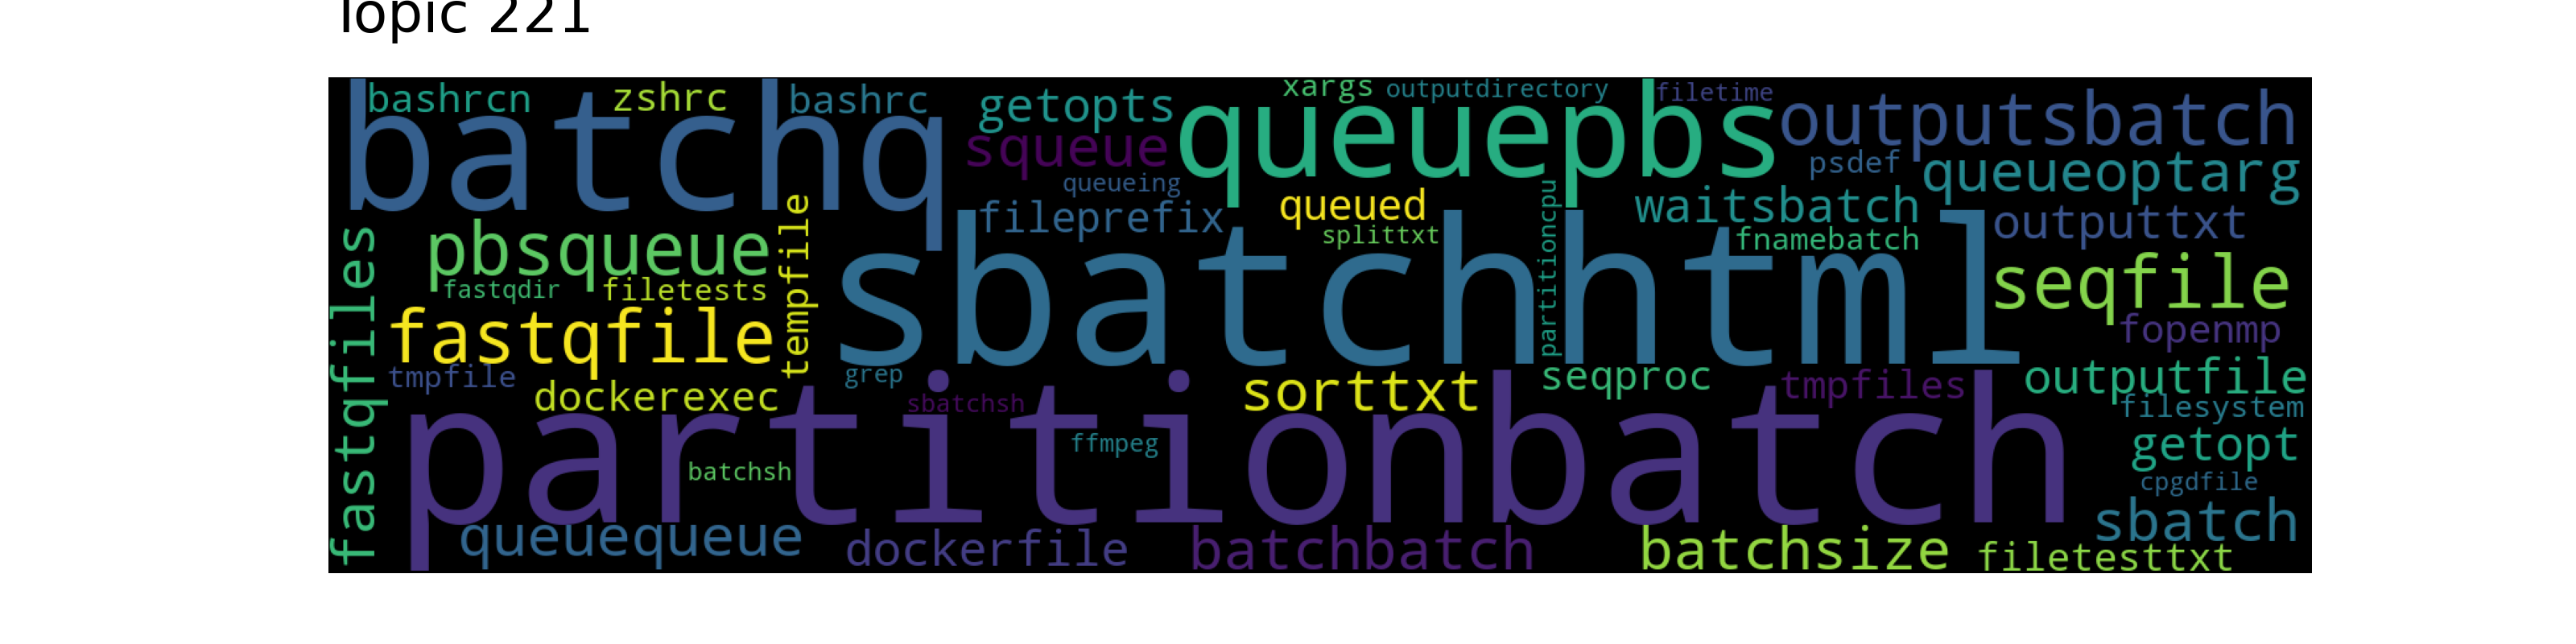 Topic 221
xargs outputdirectory filetime
bashrcn zshrc bashrc getopts queuepbs outputsbatch
batchq squeue psdef queueoptarg
queueing
fileprefix queued partitioncpu waitsbatch outputtxt
splittxt fnamebatch
fastqfiles pbsqueue tempfile sbatchhtml seqfile
fastqdir filetests
fastqfile fopenmp
tmpfile grep seqproc tmpfiles outputfile
dockerexec sbatchsh sorttxt filesystem
partitionbatch
ffmpeg getopt
batchsh cpgdfile
queuequeue sbatch
dockerfile batchbatch batchsize filetesttxt